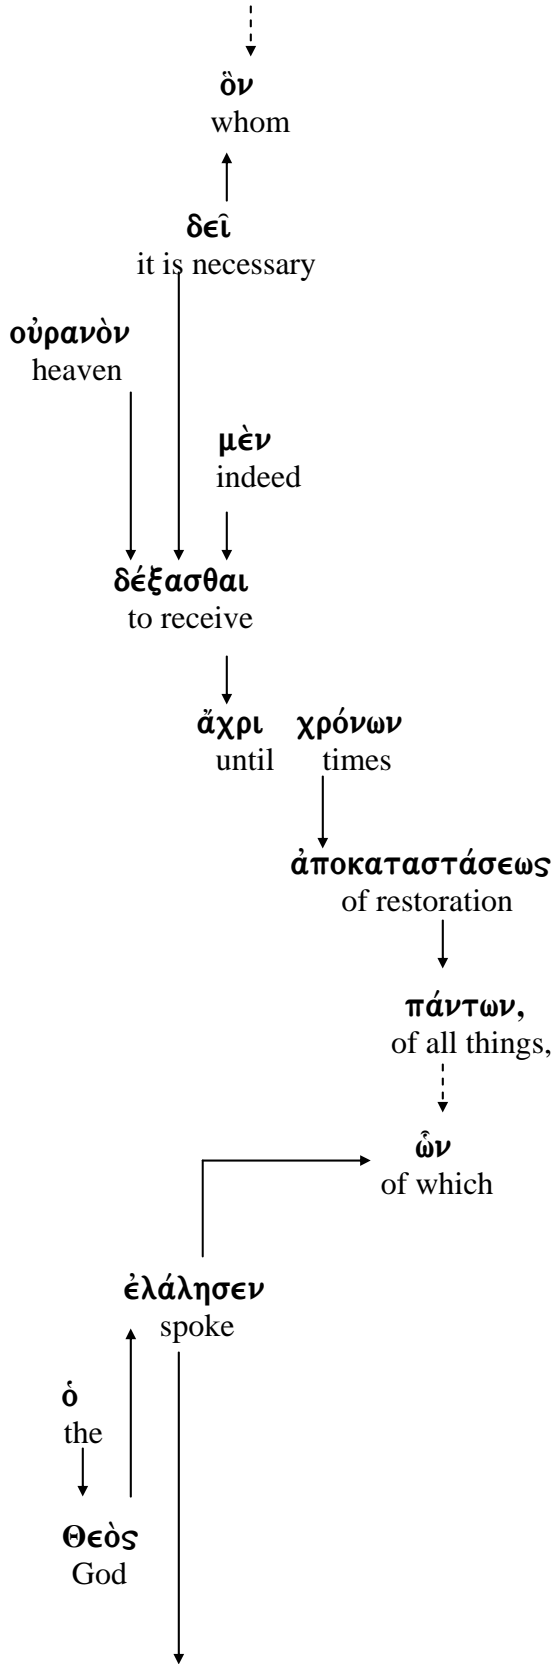 ὃν
whom
δεῖ
it is necessary
οὐρανὸν
heaven
μὲν
indeed
δέξασθαι
to receive
ἄχρι χρόνων
until times
ἀποκαταστάσεως
of restoration
πάντων,
of all things,
ὧν
of which
ἐλάλησεν
spoke
ὁ
the
Θεὸς
God